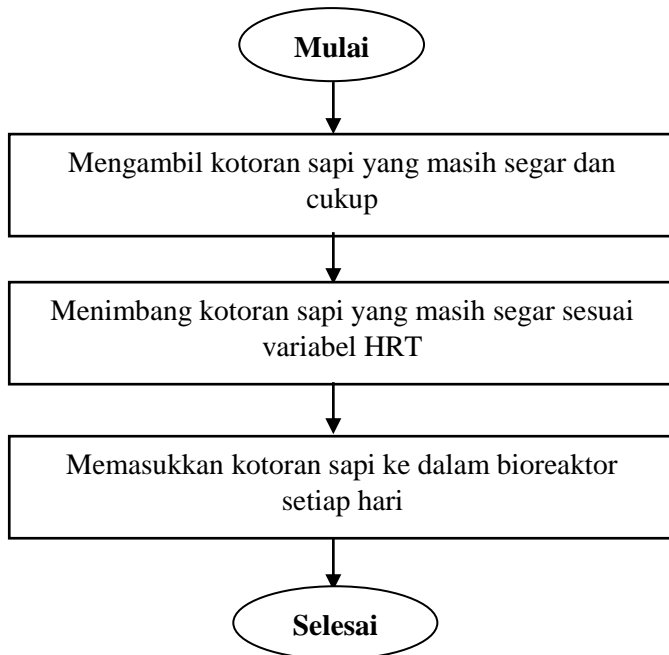 Mulai
Mengambil kotoran sapi yang masih segar dan
cukup
Menimbang kotoran sapi yang masih segar sesuai
variabel HRT
Memasukkan kotoran sapi ke dalam bioreaktor
setiap hari
Selesai